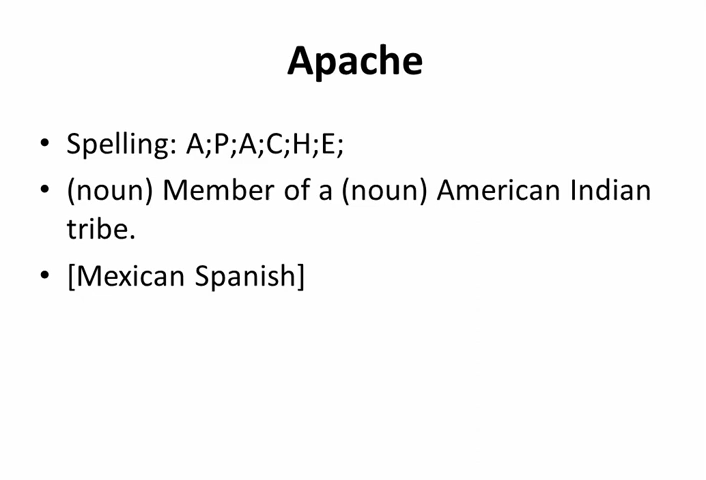 Apache
• Spelling: A;P;A;C;H;E;
• (noun) Member of a (noun) American Indian
tribe.
• [Mexican Spanish]